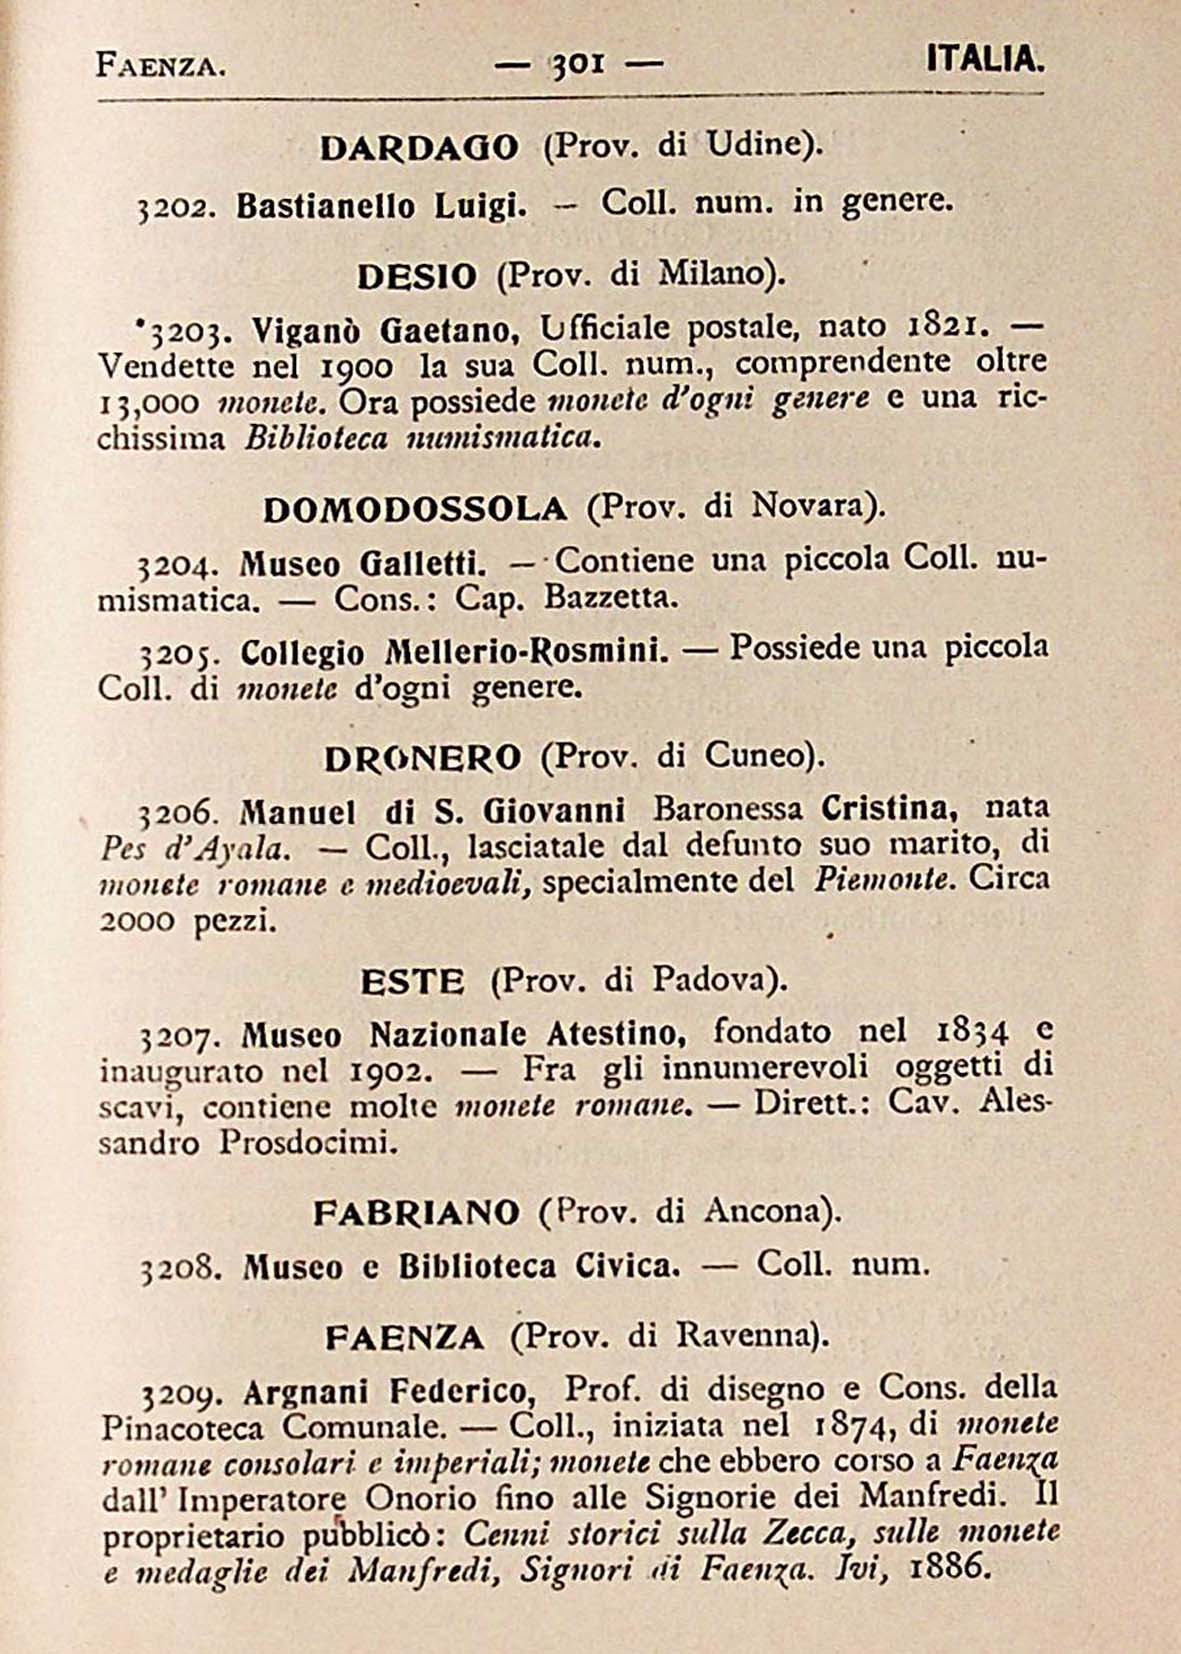 FAENZA. — 301 — ITALIA.
DARDAGO (Prov. di Udine).
3202. Bastianello Luigi. — Coll. num. in genere.
DESIO (Prov. di Milano).
*3203. Viganò Gaetano, Ufficiale postale, nato 1821. —
Vendette nel 1900 la sua Coll. num., comprendente oltre
13,000 monete. Ora possiede monete d'ogni genere e una ric-
chissima Biblioteca numismatica.
DOMODOSSOLA (Prov. di Novara).
3204. Museo Galletti. — Contiene una piccola Coll. nu-
mismatica. — Cons.: Cap. Bazzetta.
3205. Collegio Mellerio-Rosmini. — Possiede una piccola
Coll. di monete d'ogni genere.
DRONERO (Prov. di Cuneo).
3206. Manuel di S. Giovanni Baronessa Cristina, nata
Pes d'Ayala. — Coll., lasciatale dal defunto suo marito, di
monete romane e medioevali, specialmente del Piemonte. Circa
2000 pezzi.
ESTE (Prov. di Padova).
3207. Museo Nazionale Atestino, fondato nel 1834 e
inaugurato nel 1902. — Fra gli innumerevoli oggetti di
scavi, contiene molte monete romane. — Dirett.: Cav. Ales-
sandro Prosdocimi.
FABRIANO (Prov. di Ancona).
3208. Museo e Biblioteca Civica. — Coll. num.
FAENZA (Prov. di Ravenna).
3209. Argnani Federico, Prof. di disegno e Cons. della
Pinacoteca Comunale. — Coll., iniziata nel 1874, di monete
romane consolari e imperiali; monete che ebbero corso a Faenza
dall' Imperatore Onorio fino alle Signorie dei Manfredi. Il
proprietario pubblicò: Cenni storici sulla Zecca, sulle monete
e medaglie dei Manfredi, Signori di Faenza. Ivi, 1886.